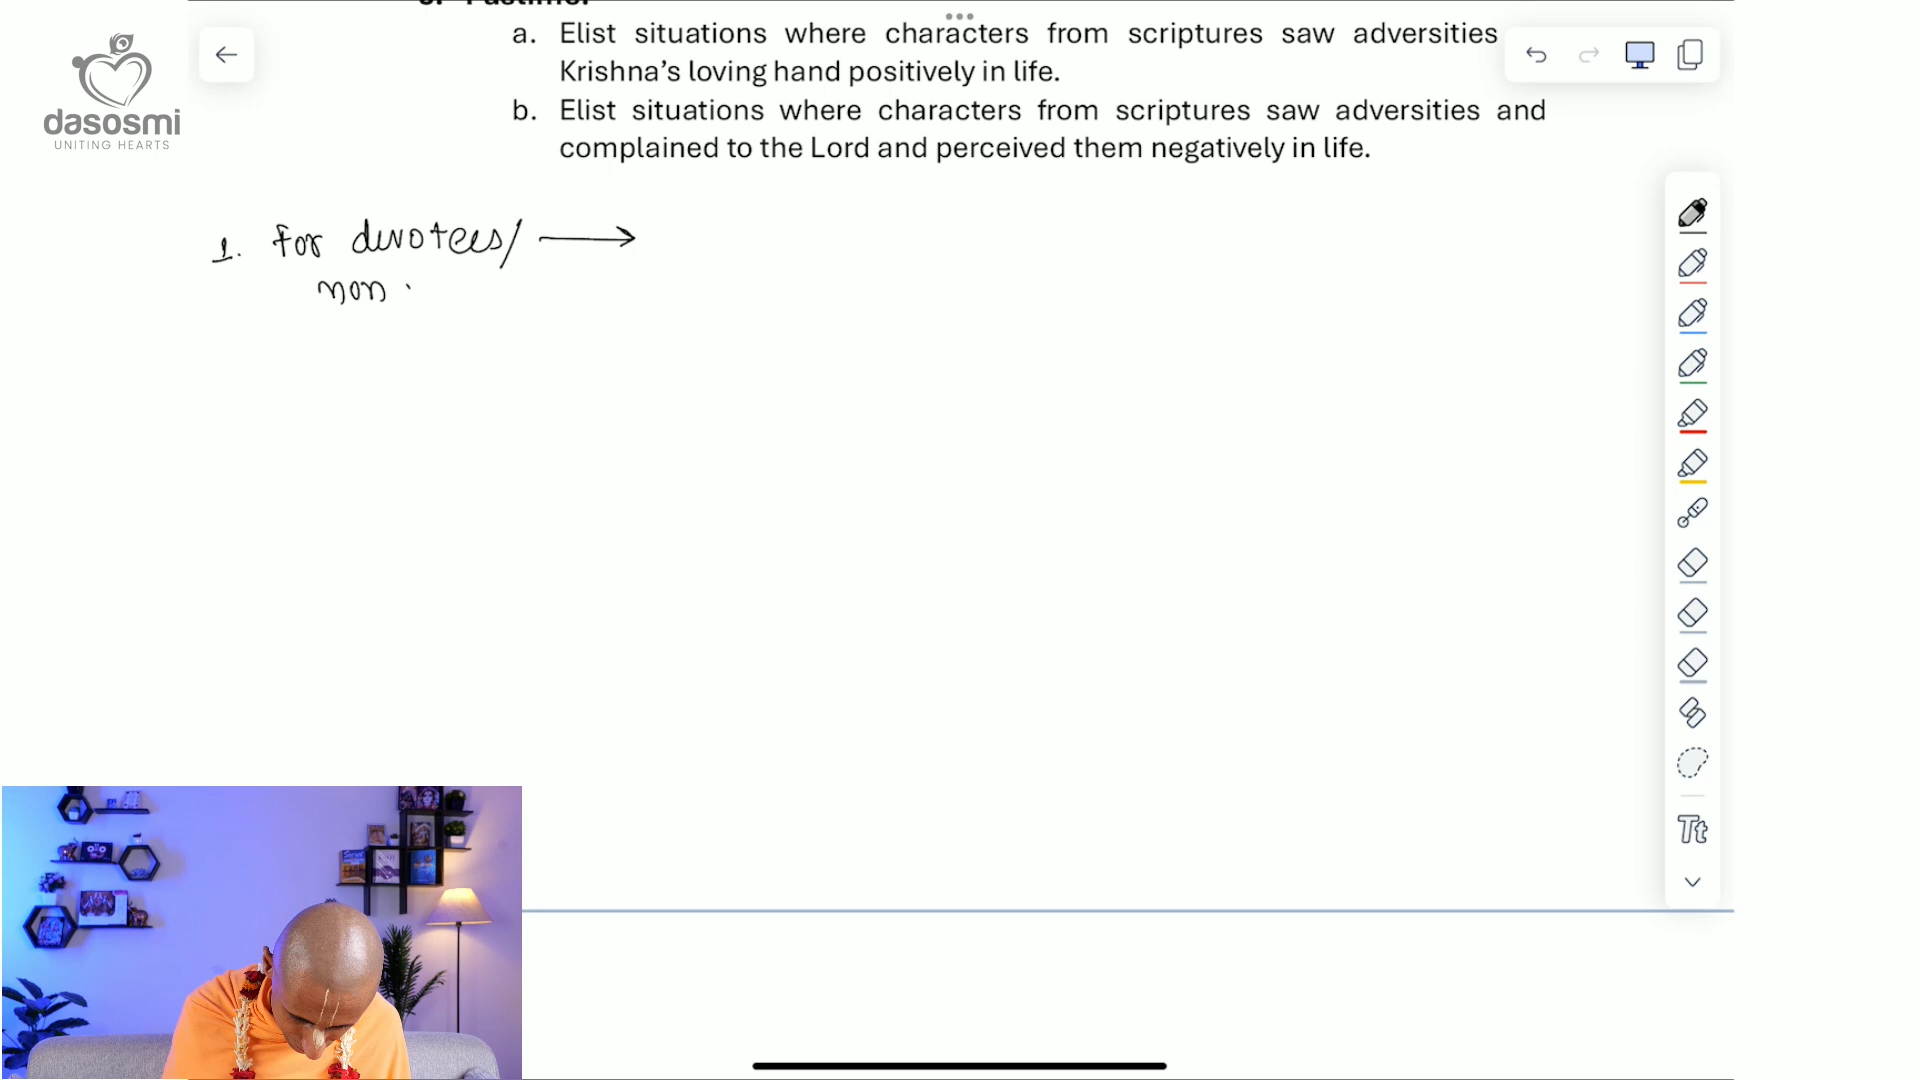 dasosmi
UNITING HEARTS
a. Elist situations where characters from scriptures saw adversities
Krishna's loving hand positively in life.
b. Elist situations where characters from scriptures saw adversities and
complained to the Lord and perceived them negatively in life.
1. For devotees/ →
non
Tt